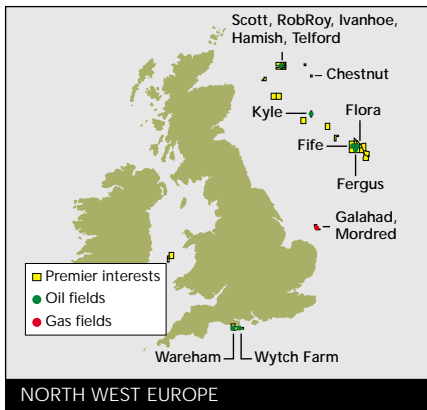 Scott, RobRoy, Ivanhoe,
Hamish, Telford
Chestnut
Kyle
Flora
Fife
Fergus
Galahad,
Mordred
Premier interests
Oil fields
Gas fields
Wareham
Wytch Farm
NORTH WEST EUROPE